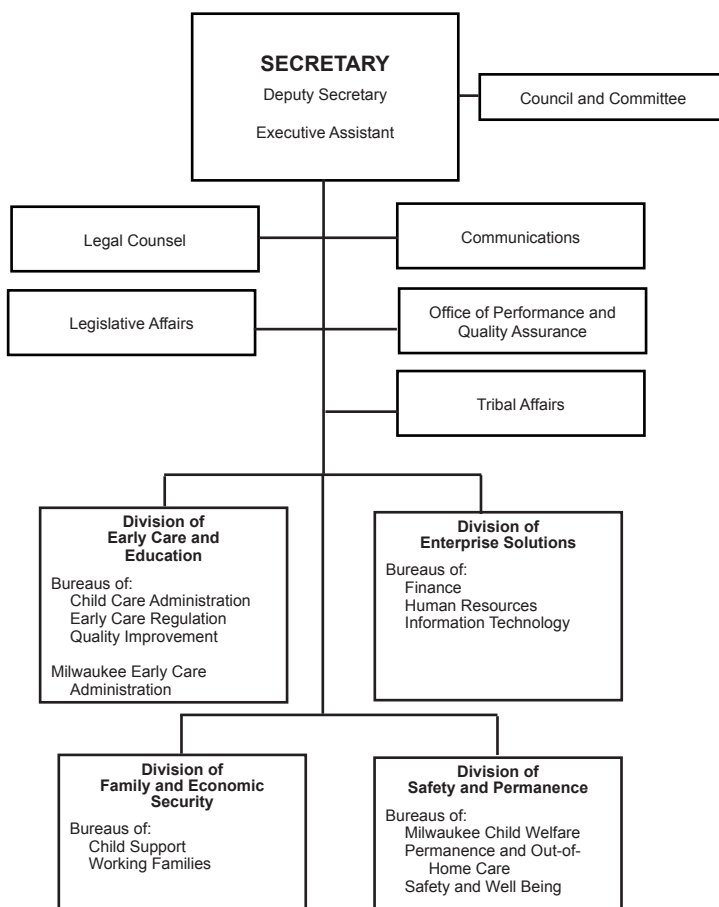 SECRETARY
Deputy Secretary
Executive Assistant
Council and Committee
Legal Counsel
Communications
Legislative Affairs
Office of Performance and
Quality Assurance
Tribal Affairs
Division of
Early Care and
Education
Bureaus of:
Child Care Administration
Early Care Regulation
Quality Improvement
Milwaukee Early Care
Administration
Division of
Enterprise Solutions
Bureaus of:
Finance
Human Resources
Information Technology
Division of
Family and Economic
Security
Bureaus of:
Child Support
Working Families
Division of
Safety and Permanence
Bureaus of:
Milwaukee Child Welfare
Permanence and Out-of-
Home Care
Safety and Well Being